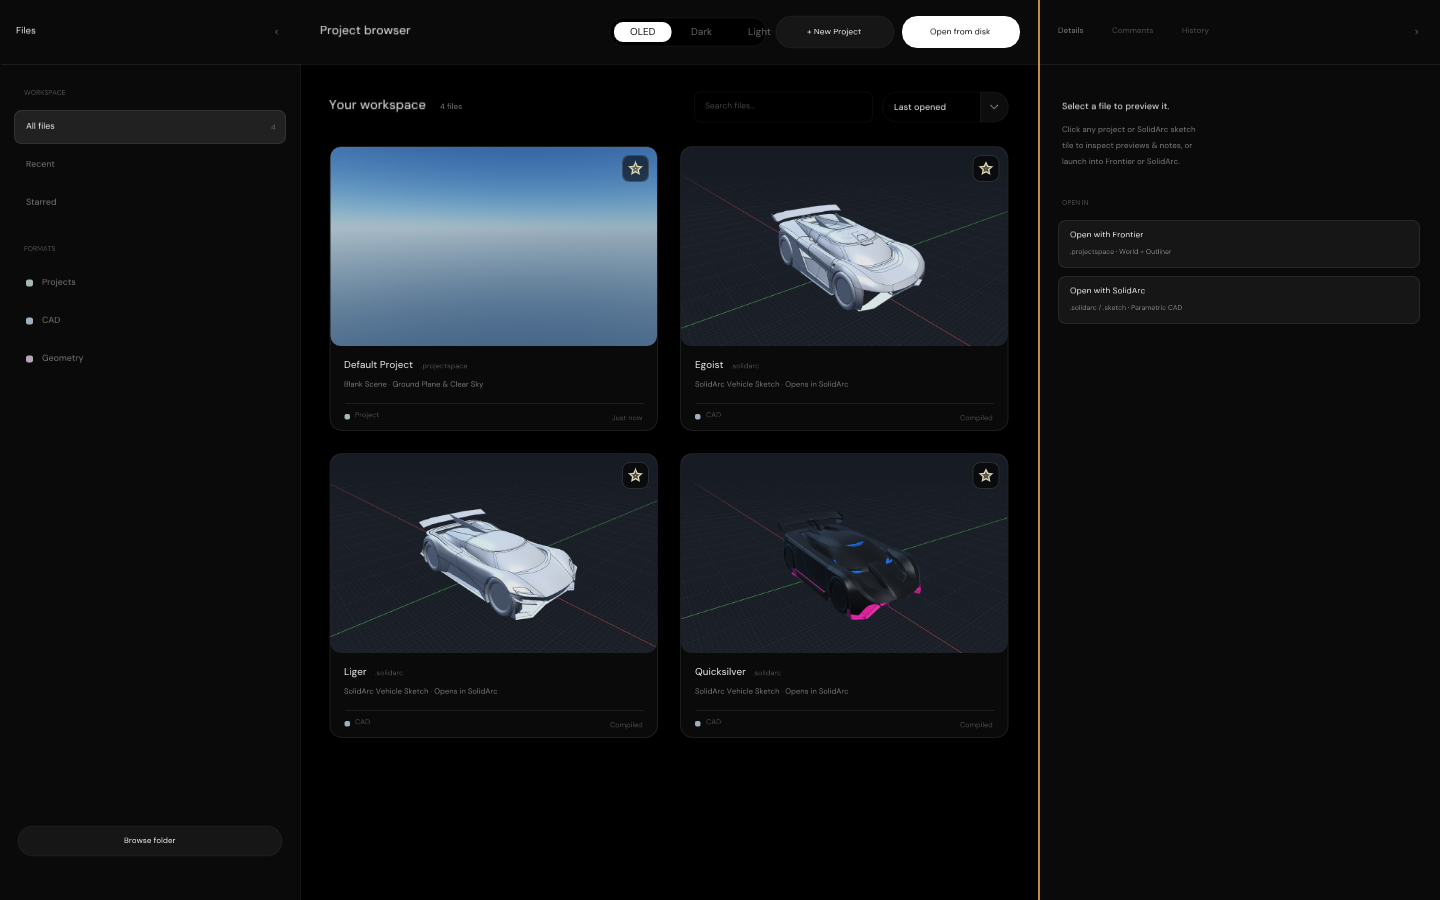 Files
Project browser
OLED
Dark
Light
+ New Project
Open from disk
Details
Comments
History
WORKSPACE
All files
4
Recent
Starred
FORMATS
Projects
CAD
Geometry
Browse folder
Your workspace
4 files
Search files...
Last opened
Default Project
.projectspace
Blank Scene · Ground Plane & Clear Sky
Project
Just now
Egoist
.solidarc
SolidArc Vehicle Sketch · Opens in SolidArc
CAD
Compiled
Liger
.solidarc
SolidArc Vehicle Sketch · Opens in SolidArc
CAD
Compiled
Quicksilver
.solidarc
SolidArc Vehicle Sketch · Opens in SolidArc
CAD
Compiled
Select a file to preview it.
Click any project or SolidArc sketch
tile to inspect previews & notes, or
launch into Frontier or SolidArc.
OPEN IN
Open with Frontier
.projectspace · World + Outliner
Open with SolidArc
.solidarc / .sketch · Parametric CAD